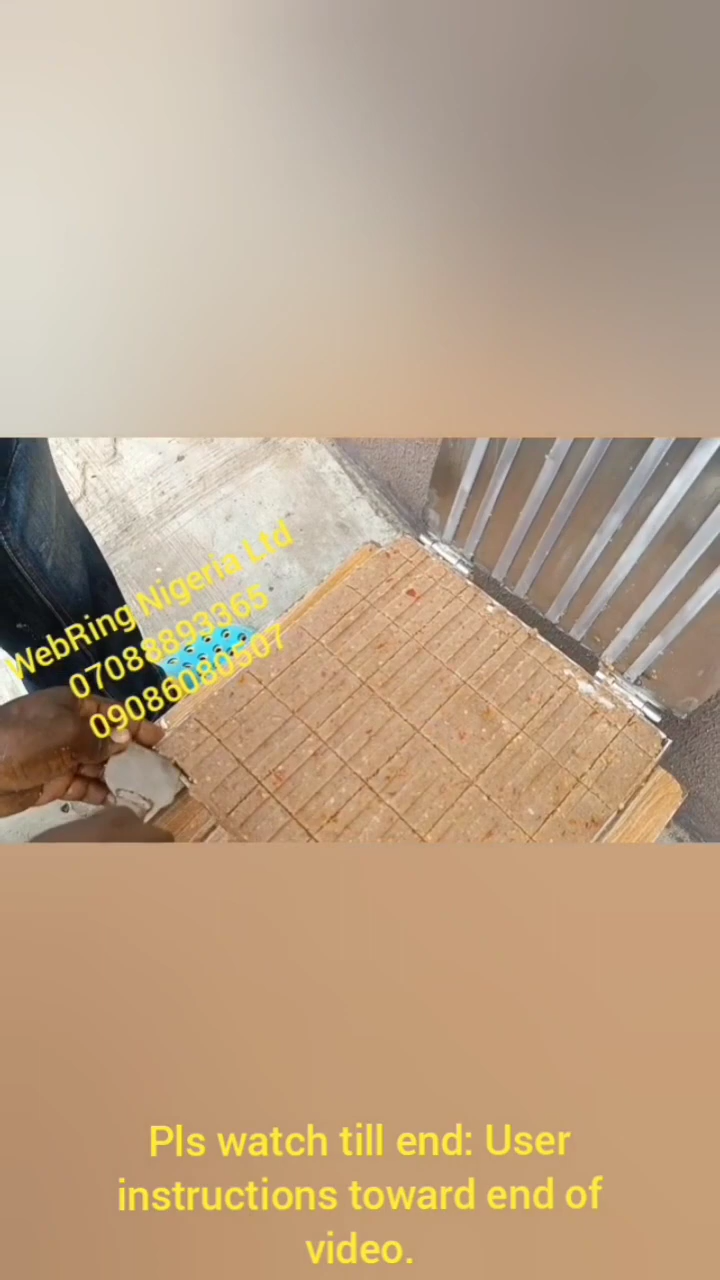 WebRing Nigeria Ltd
07088893365
09086080507
Pls watch till end: User
instructions toward end of
video.